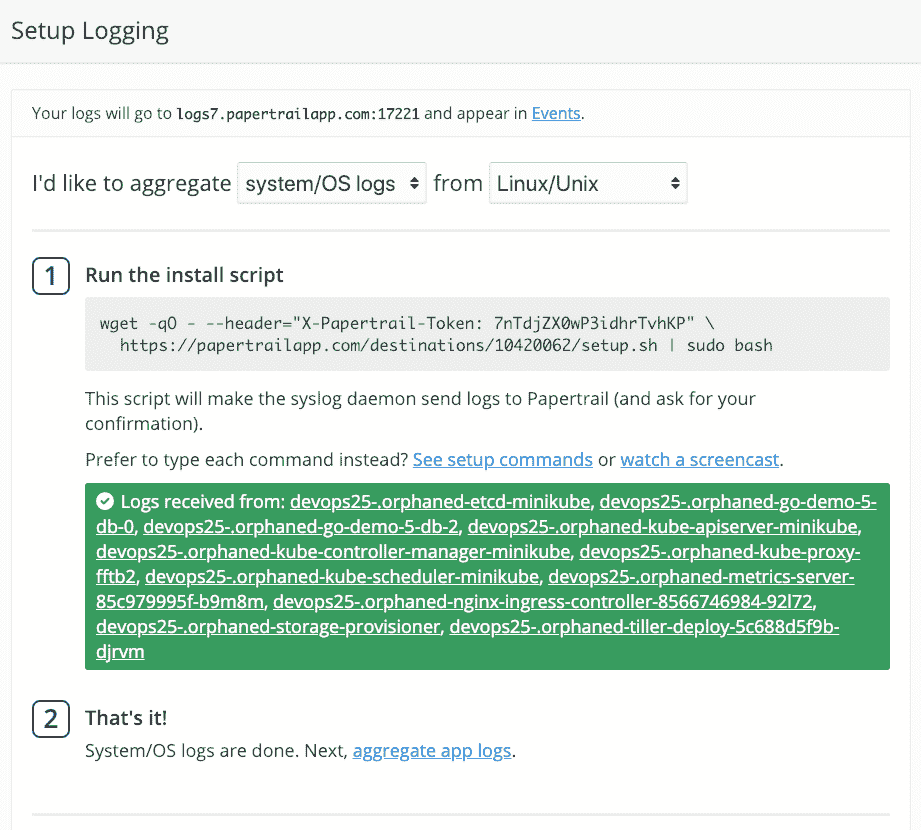 Setup Logging
Your logs will go to logs7.papertrailapp.com:17221 and appear in Events.
I'd like to aggregate system/OS logs from Linux/Unix
1 Run the install script
wget -qO - --header="X-Papertrail-Token: 7nTdjZX0wP3idhrTvhKP" \
https://papertrailapp.com/destinations/10420062/setup.sh | sudo bash
This script will make the syslog daemon send logs to Papertrail (and ask for your
confirmation).
Prefer to type each command instead? See setup commands or watch a screencast.
Logs received from: devops25-.orphaned-etcd-minikube, devops25-.orphaned-go-demo-5-
db-0, devops25-.orphaned-go-demo-5-db-2, devops25-.orphaned-kube-apiserver-minikube,
devops25-.orphaned-kube-controller-manager-minikube, devops25-.orphaned-kube-proxy-
fftb2, devops25-.orphaned-kube-scheduler-minikube, devops25-.orphaned-metrics-server-
85c979995f-b9m8m, devops25-.orphaned-nginx-ingress-controller-8566746984-92l72,
devops25-.orphaned-storage-provisioner, devops25-.orphaned-tiller-deploy-5c688d5f9b-
djrvm
2 That's it!
System/OS logs are done. Next, aggregate app logs.